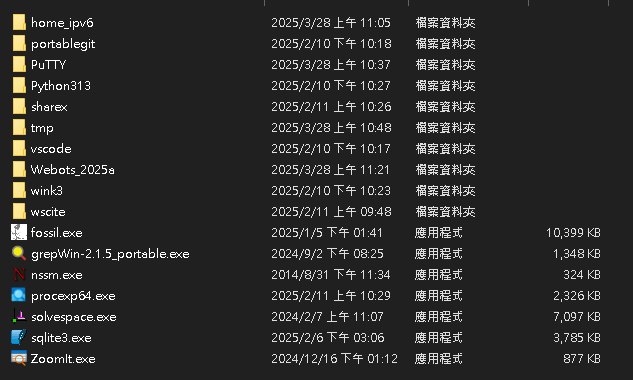 home_ipv6 2025/3/28 上午 11:05 檔案資料夾
portablegit 2025/2/10 下午 10:18 檔案資料夾
PuTTY 2025/3/28 下午 10:37 檔案資料夾
Python313 2025/2/10 下午 10:27 檔案資料夾
sharex 2025/2/11 上午 10:26 檔案資料夾
tmp 2025/3/28 上午 10:48 檔案資料夾
vscode 2025/2/10 下午 10:17 檔案資料夾
Webots_2025a 2025/3/28 上午 11:21 檔案資料夾
wink3 2025/2/10 下午 10:23 檔案資料夾
wscite 2025/2/11 上午 09:48 檔案資料夾
fossil.exe 2025/1/5 下午 01:41 應用程式 10,399 KB
grepWin-2.1.5_portable.exe 2024/9/2 下午 08:25 應用程式 1,348 KB
nssm.exe 2014/8/31 下午 11:34 應用程式 324 KB
procexp64.exe 2025/2/11 上午 10:29 應用程式 2,326 KB
solvespace.exe 2024/2/7 上午 11:07 應用程式 7,097 KB
sqlite3.exe 2025/2/6 下午 03:06 應用程式 3,785 KB
ZoomIt.exe 2024/12/16 下午 01:12 應用程式 877 KB